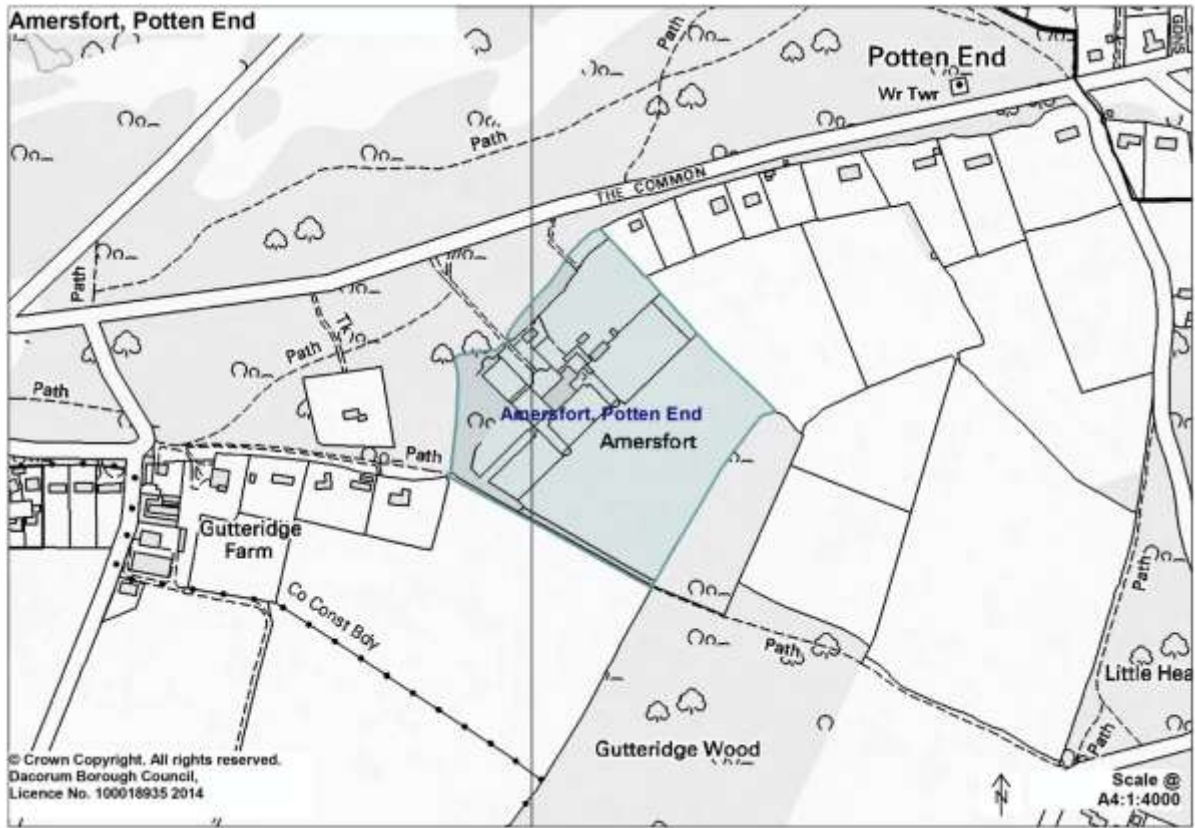 Amersfort, Potten End
Path
GDNS
Potten End
Wr Twr
Path
THE COMMON
Path
Tk
Path
Path
Amersfort, Potten End
Amersfort
Path
Gutteridge
Farm
Path
Co Const Bdy
Path
Little Hea
Path
Gutteridge Wood
© Crown Copyright. All rights reserved.
Dacorum Borough Council,
Licence No. 100018935 2014
N
Scale @
A4:1:4000